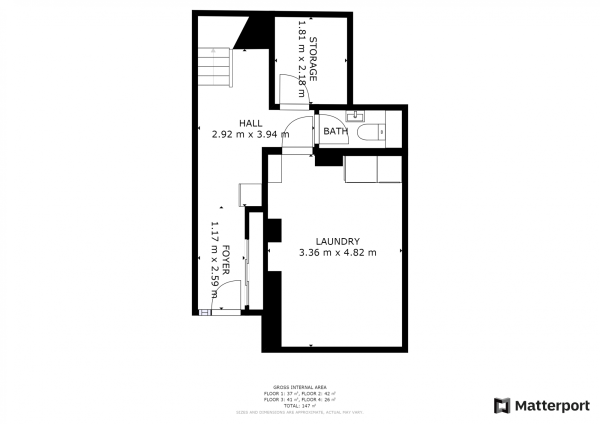 STORAGE
1.81 m x 2.18 m
HALL
2.92 m x 3.94 m
BATH
FOYER
1.17 m x 2.59 m
LAUNDRY
3.36 m x 4.82 m
GROSS INTERNAL AREA
FLOOR 1: 37 m², FLOOR 2: 42 m²
FLOOR 3: 41 m², FLOOR 4: 26 m²
TOTAL: 147 m²
SIZES AND DIMENSIONS ARE APPROXIMATE, ACTUAL MAY VARY.
Matterport